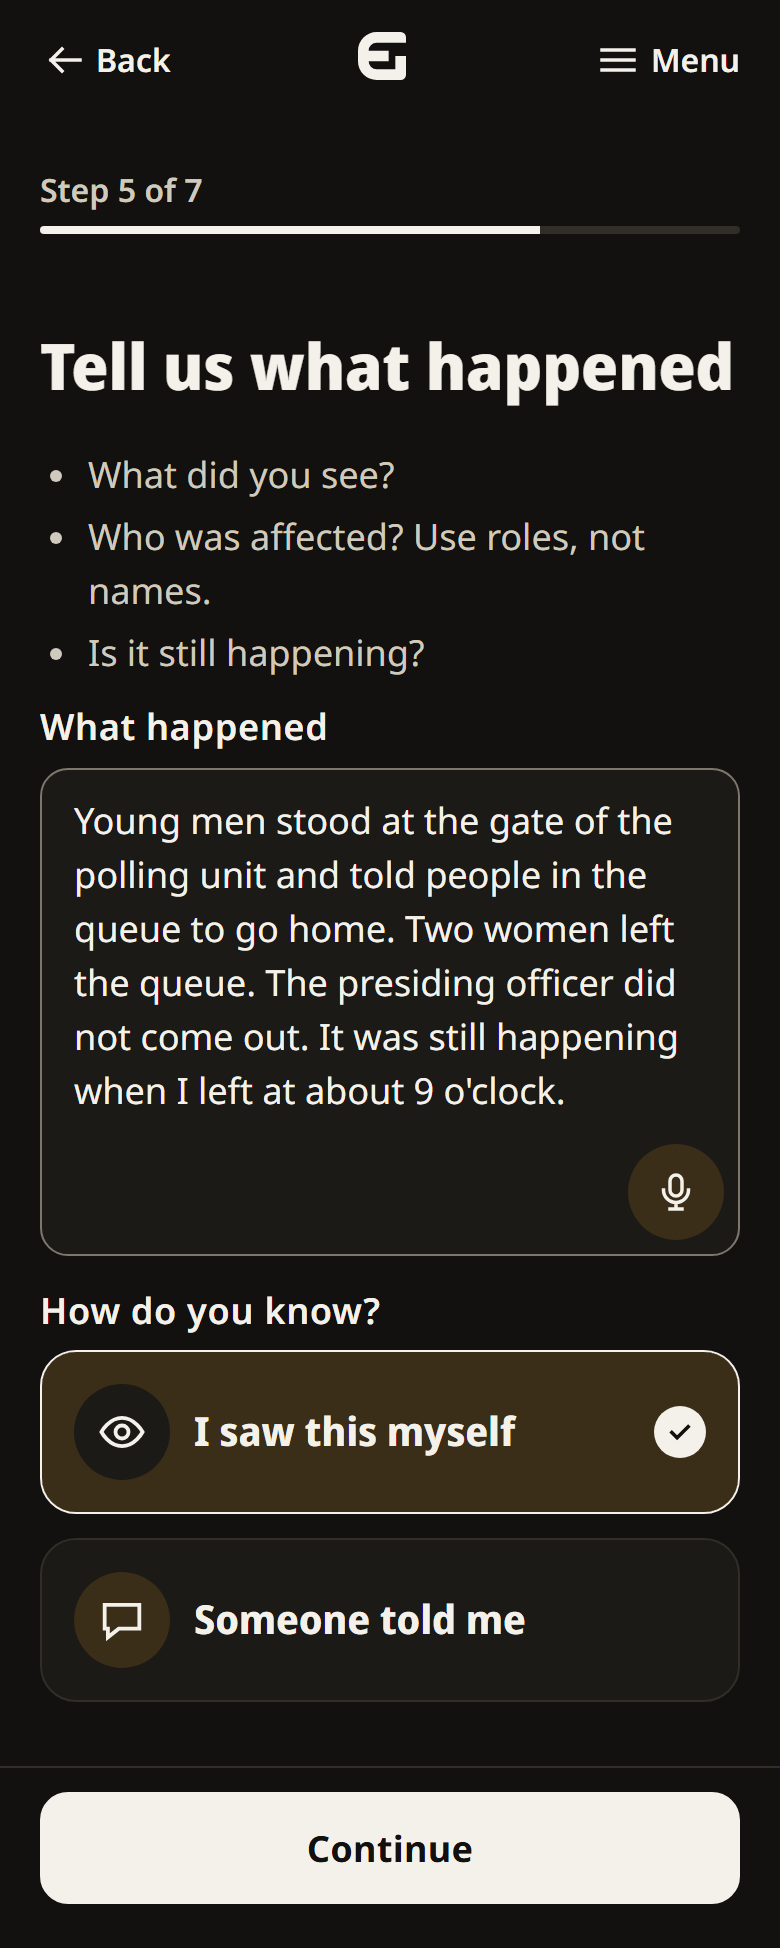 Back
Menu
Step 5 of 7
Tell us what happened
What did you see?
Who was affected? Use roles, not
names.
Is it still happening?
What happened
Young men stood at the gate of the
polling unit and told people in the
queue to go home. Two women left
the queue. The presiding officer did
not come out. It was still happening
when I left at about 9 o'clock.
How do you know?
I saw this myself
Someone told me
Continue